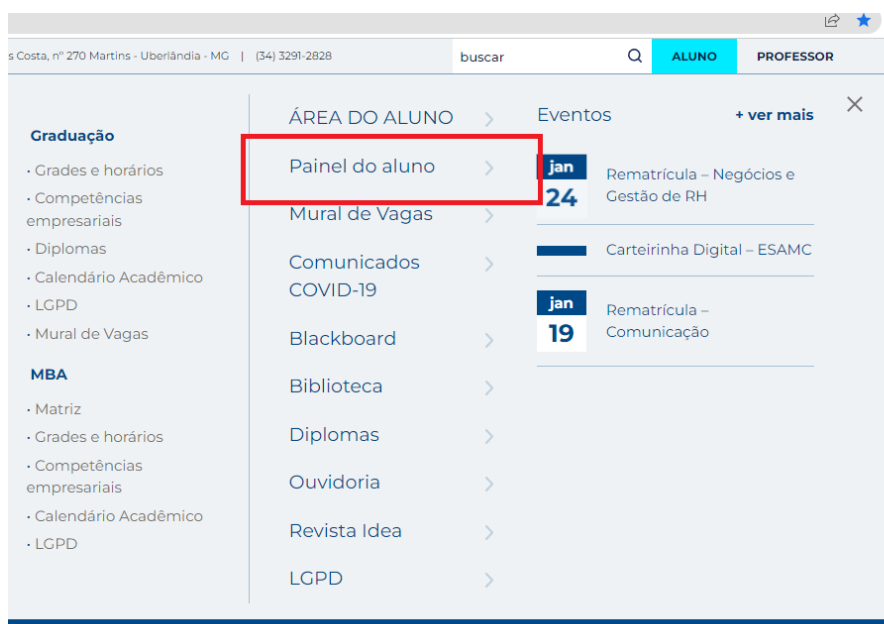 s Costa, nº 270 Martins - Uberlândia - MG | (34) 3291-2828
buscar
ALUNO
PROFESSOR
Graduação
• Grades e horários
• Competências
empresariais
• Diplomas
• Calendário Acadêmico
• LGPD
• Mural de Vagas
MBA
• Matriz
• Grades e horários
• Competências
empresariais
• Calendário Acadêmico
• LGPD
ÁREA DO ALUNO
Painel do aluno
Mural de Vagas
Comunicados
COVID-19
Blackboard
Biblioteca
Diplomas
Ouvidoria
Revista Idea
LGPD
Eventos
+ ver mais
jan
24
Rematrícula – Negócios e
Gestão de RH
Carteirinha Digital – ESAMC
jan
19
Rematrícula –
Comunicação